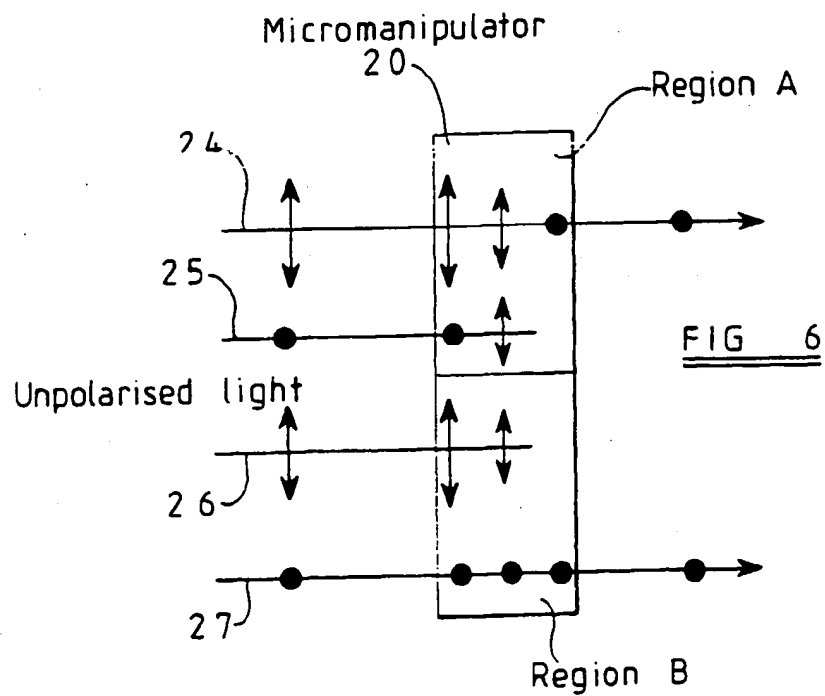 Micromanipulator
20
Region A
24
25
FIG 6
Unpolarised light
26
27
Region B